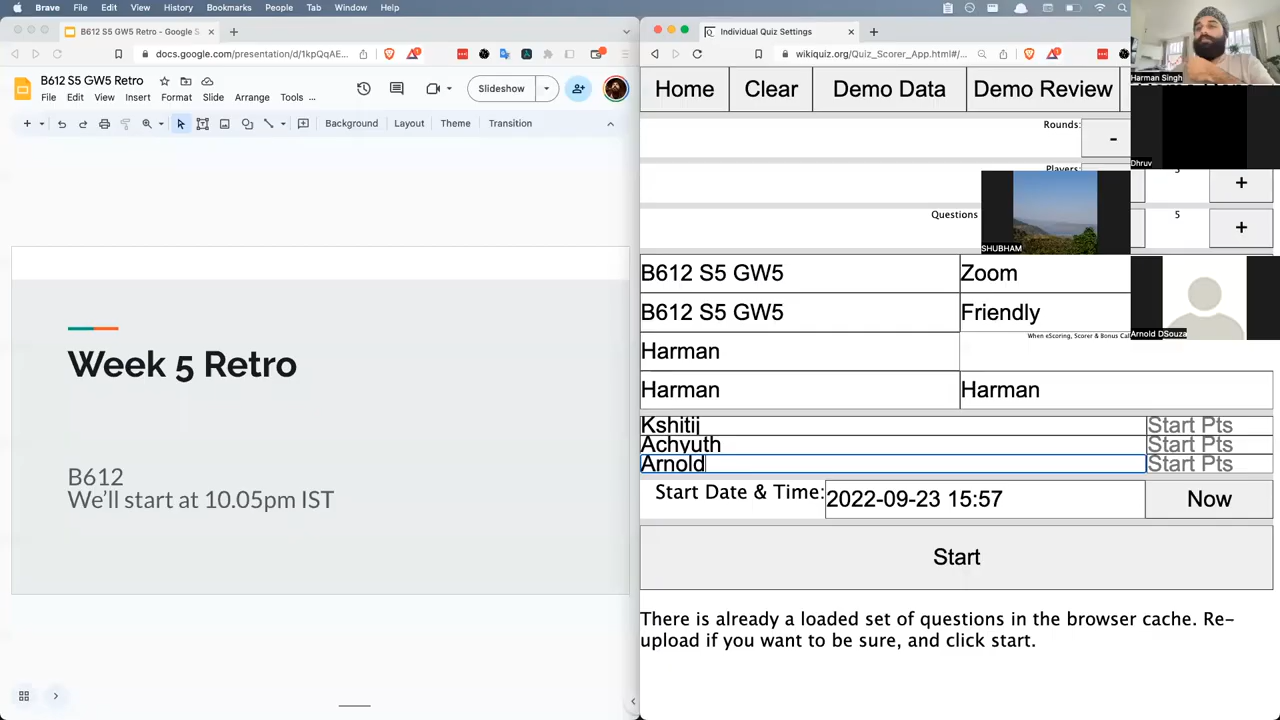 Brave File Edit View History Bookmarks People Tab Window Help
B612 S5 GW5 Retro - Google S
docs.google.com/presentation/d/1kpQqAE...
B612 S5 GW5 Retro
File Edit View Insert Format Slide Arrange Tools ...
Slideshow
Background Layout Theme Transition
Week 5 Retro
B612
We'll start at 10.05pm IST
Individual Quiz Settings
wikiquiz.org/Quiz_Scorer_App.html#/...
Home Clear Demo Data Demo Review
Rounds: -
Players: 3 +
Questions 5 +
B612 S5 GW5 Zoom
B612 S5 GW5 Friendly
When eScoring, Scorer & Bonus Cal
Harman
Harman Harman
Kshitij Start Pts
Achyuth Start Pts
Arnold Start Pts
Start Date & Time: 2022-09-23 15:57 Now
Start
There is already a loaded set of questions in the browser cache. Re-
upload if you want to be sure, and click start.
Harman Singh
Dhruv
SHUBHAM
Arnold DSouza